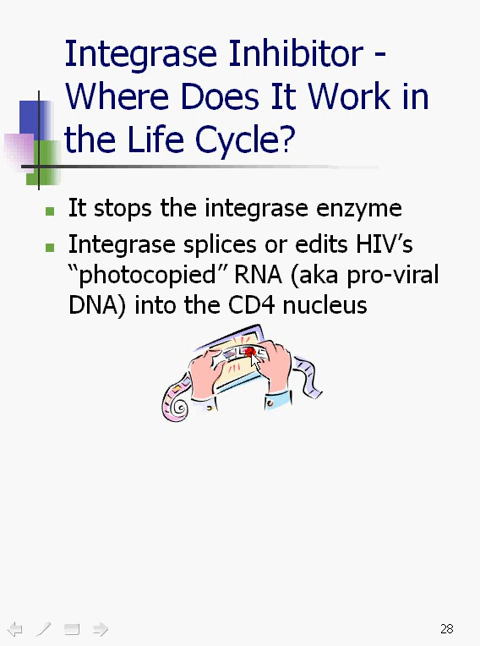 Integrase Inhibitor -
Where Does It Work in
the Life Cycle?
It stops the integrase enzyme
Integrase splices or edits HIV's
“photocopied” RNA (aka pro-viral
DNA) into the CD4 nucleus
28